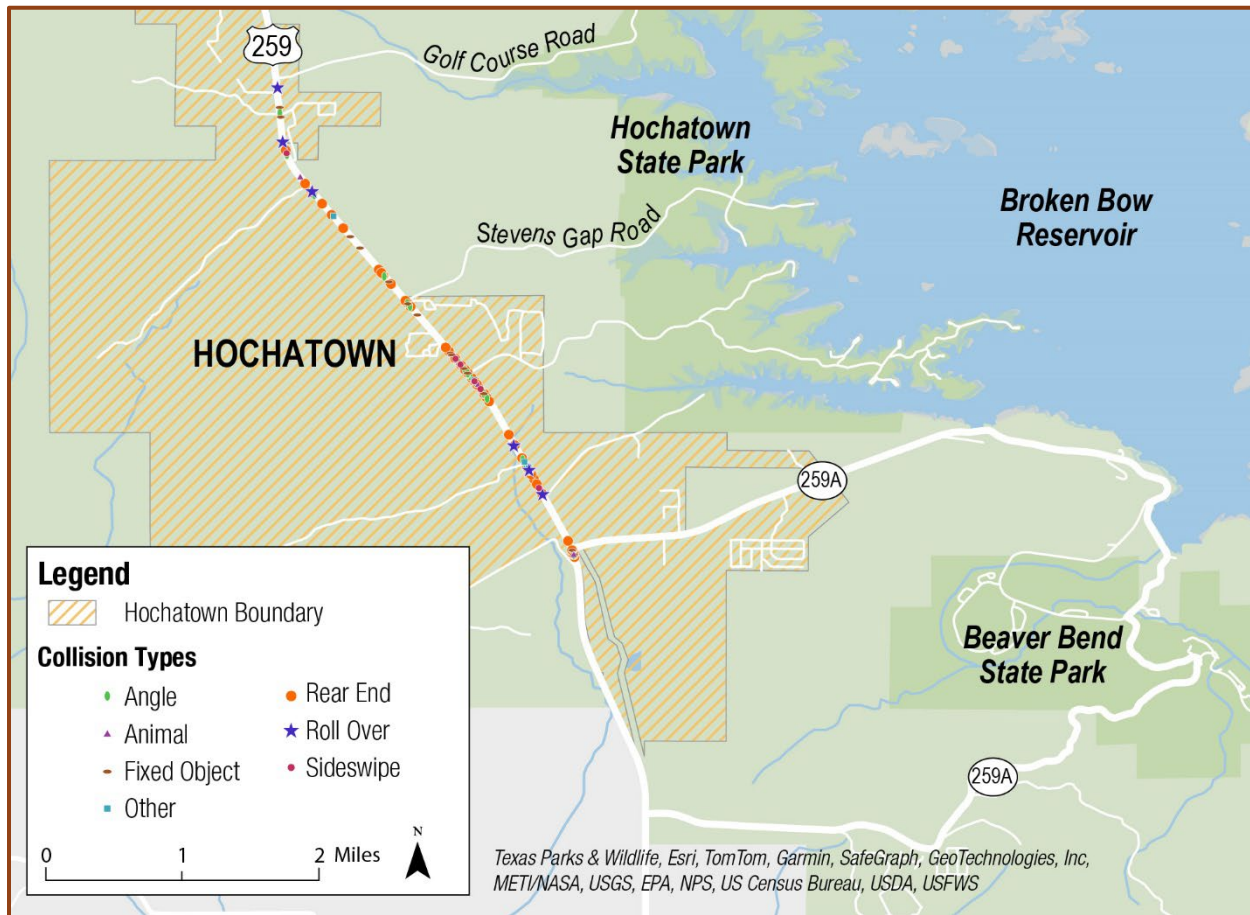 259
Golf Course Road
Hochatown
State Park
Broken Bow
Reservoir
Stevens Gap Road
HOCHATOWN
259A
Legend
Hochatown Boundary
Collision Types
Angle
Rear End
Animal
Roll Over
Fixed Object
Sideswipe
Other
Beaver Bend
State Park
259A
N
0 1 2 Miles
Texas Parks & Wildlife, Esri, TomTom, Garmin, SafeGraph, GeoTechnologies, Inc,
METI/NASA, USGS, EPA, NPS, US Census Bureau, USDA, USFWS